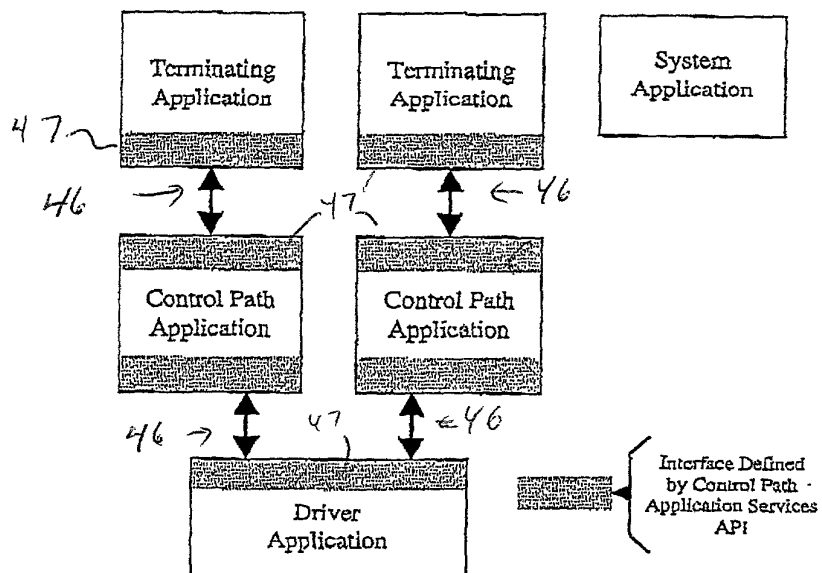 Terminating
Application
Terminating
Application
System
Application
47
46
47
46
Control Path
Application
Control Path
Application
46
47
46
Driver
Application
Interface Defined
by Control Path -
Application Services
API